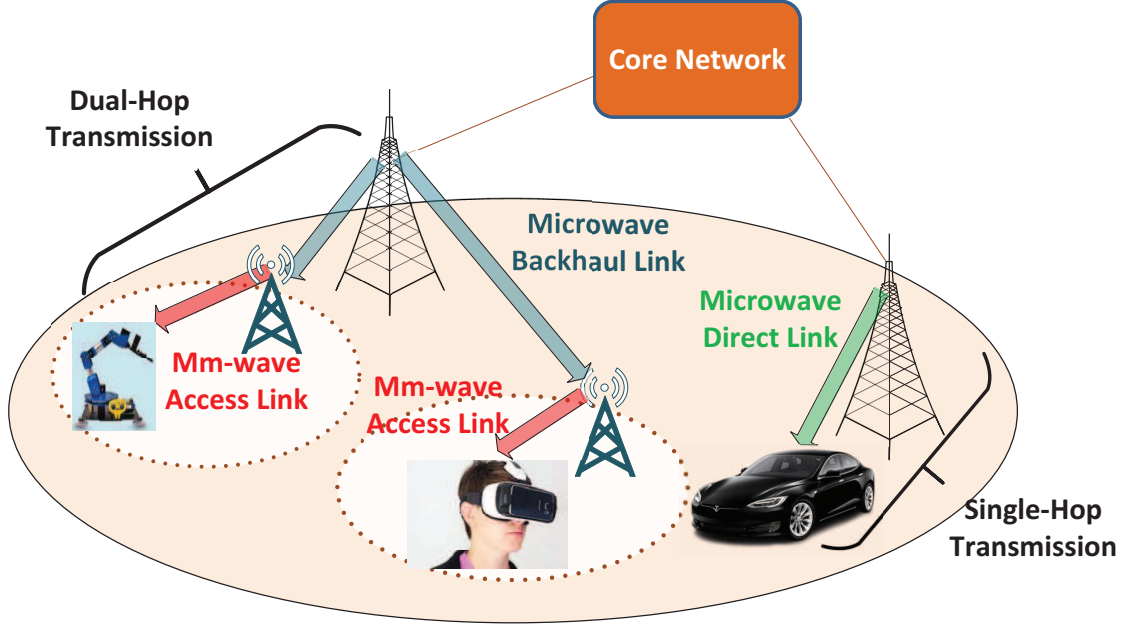 Core Network
Dual-Hop
Transmission
Microwave
Backhaul Link
Microwave
Direct Link
Mm-wave
Access Link
Mm-wave
Access Link
Single-Hop
Transmission